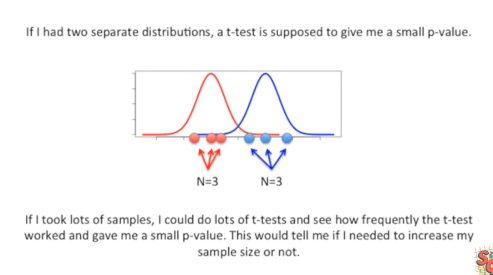 If I had two separate distributions, a t-test is supposed to give me a small p-value.
N=3 N=3
If I took lots of samples, I could do lots of t-tests and see how frequently the t-test
worked and gave me a small p-value. This would tell me if I needed to increase my
sample size or not.